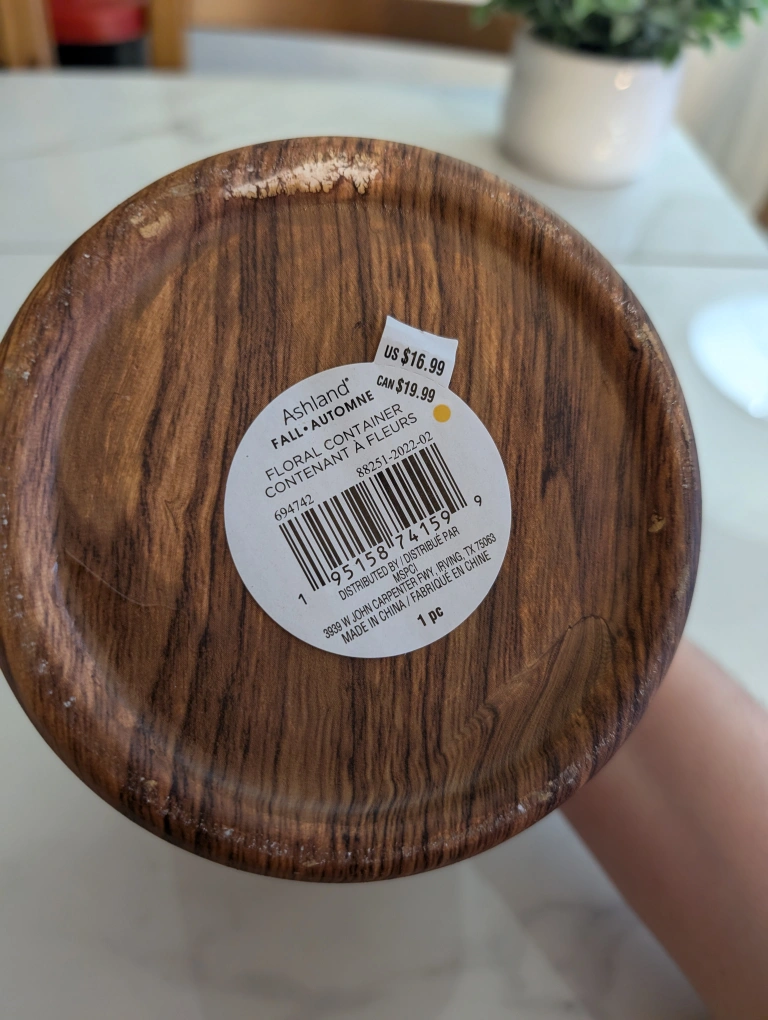 US $16.99
CAN $19.99
Ashland®
FALL • AUTOMNE
FLORAL CONTAINER
CONTENANT À FLEURS
694742 88251-2022-02
1 95158 74159 9
DISTRIBUTED BY / DISTRIBUÉ PAR
MSPCI
3939 W JOHN CARPENTER FWY, IRVING, TX 75063
MADE IN CHINA / FABRIQUÉ EN CHINE
1 pc